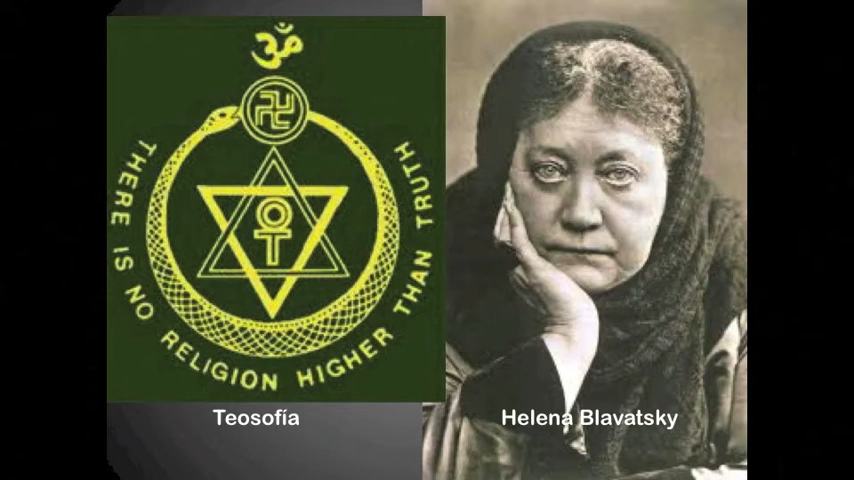 ॐ
THERE IS NO RELIGION HIGHER THAN TRUTH
Teosofía
Helena Blavatsky